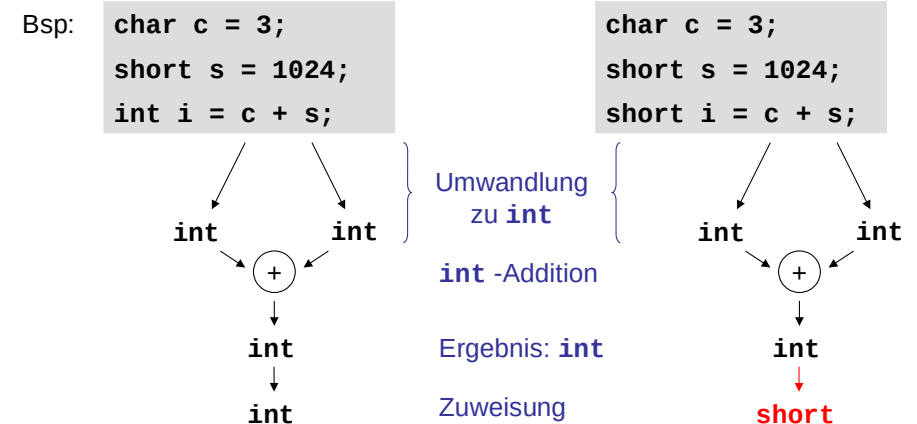 Bsp: char c = 3; char c = 3;
short s = 1024; short s = 1024;
int i = c + s; short i = c + s;
Umwandlung
zu int
int int int int
+ +
int -Addition
int Ergebnis: int int
int Zuweisung short